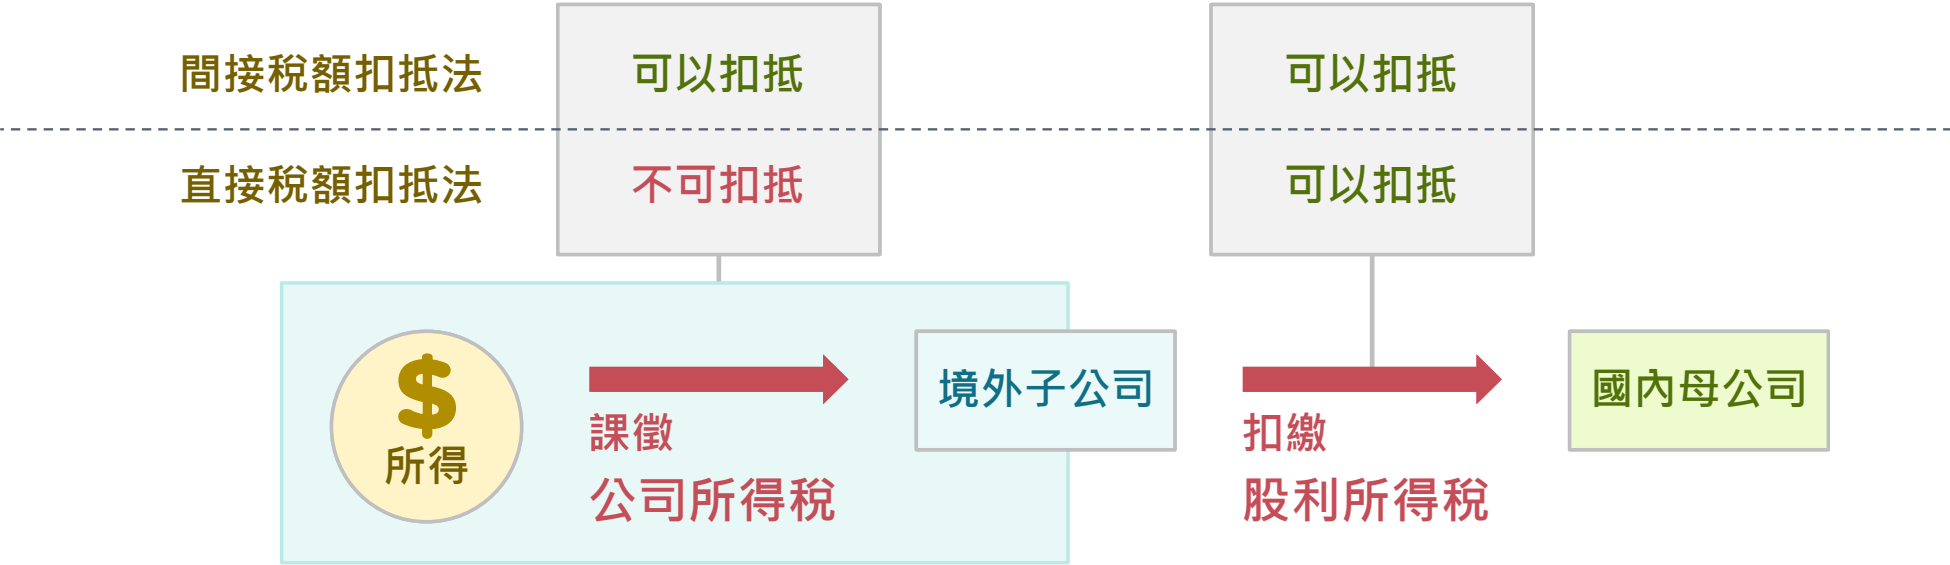 間接稅額扣抵法
可以扣抵
可以扣抵
直接稅額扣抵法
不可扣抵
可以扣抵
$
所得
課徵
公司所得稅
境外子公司
扣繳
股利所得稅
國內母公司